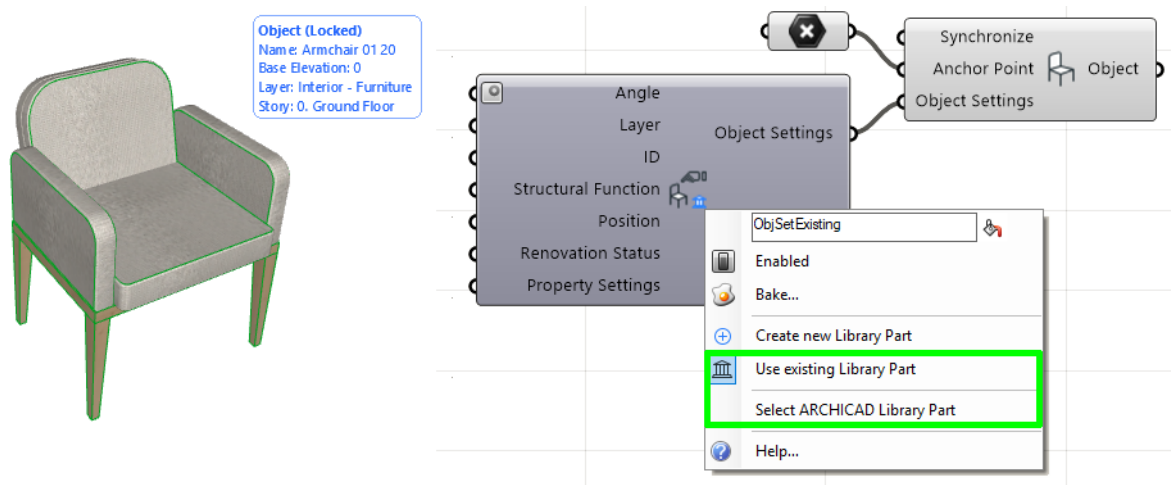 Object (Locked)
Name: Armchair 01 20
Base Elevation: 0
Layer: Interior - Furniture
Story: 0. Ground Floor
Synchronize
Anchor Point
Object Settings
Object
Angle
Layer
ID
Structural Function
Position
Renovation Status
Property Settings
Object Settings
ObjSetExisting
Enabled
Bake...
Create new Library Part
Use existing Library Part
Select ARCHICAD Library Part
Help...